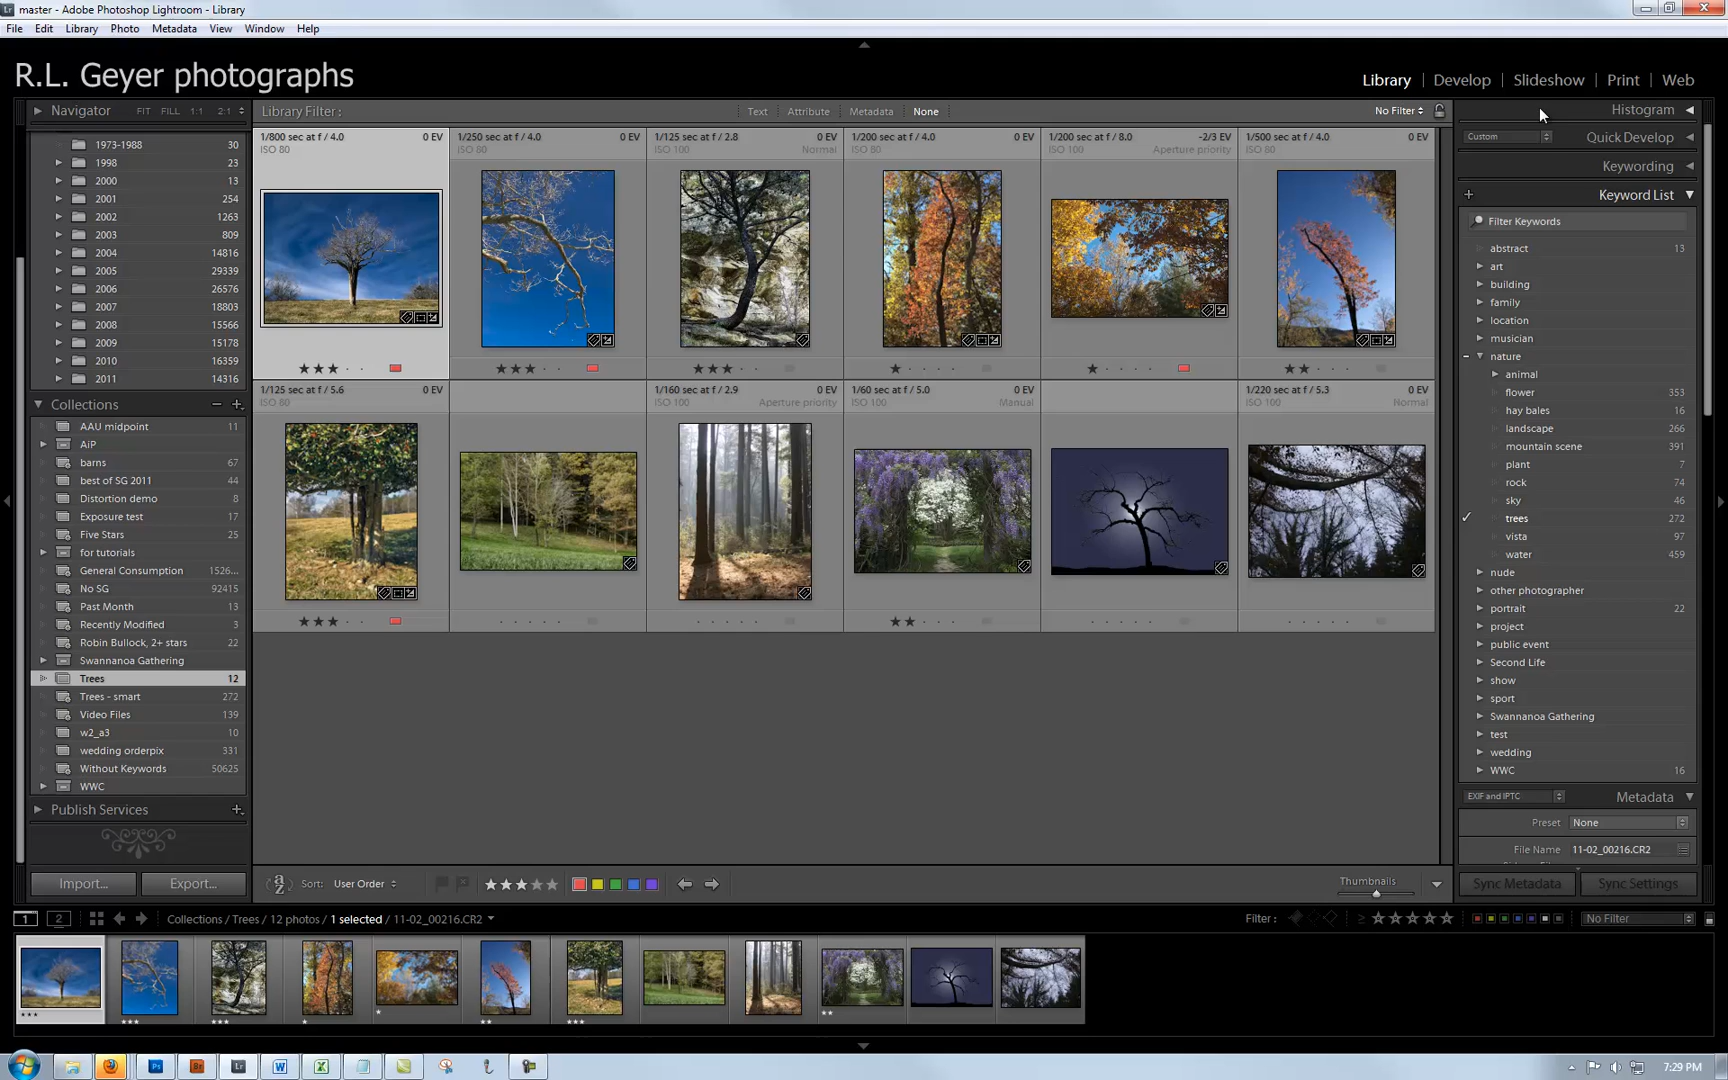 master - Adobe Photoshop Lightroom - Library
File Edit Library Photo Metadata View Window Help
R.L. Geyer photographs
Library | Develop | Slideshow | Print | Web
Navigator FIT FILL 1:1 2:1
1973-1988 30
1998 23
2000 13
2001 254
2002 1263
2003 809
2004 14816
2005 29339
2006 26576
2007 18803
2008 15566
2009 15178
2010 16359
2011 14316
Collections
AAU midpoint 11
AiP
barns 67
best of SG 2011 44
Distortion demo 8
Exposure test 17
Five Stars 25
for tutorials
General Consumption 1526...
No SG 92415
Past Month 13
Recently Modified 3
Robin Bullock, 2+ stars 22
Swannanoa Gathering
Trees 12
Trees - smart 272
Video Files 139
w2_a3 10
wedding orderpix 331
Without Keywords 50625
WWC
Publish Services
Import... Export...
Library Filter : Text Attribute Metadata None No Filter
1/800 sec at f / 4.0 0 EV
ISO 80
1/250 sec at f / 4.0 0 EV
ISO 80
1/125 sec at f / 2.8 0 EV
ISO 100 Normal
1/200 sec at f / 4.0 0 EV
ISO 80
1/200 sec at f / 8.0 -2/3 EV
ISO 100 Aperture priority
1/500 sec at f / 4.0 0 EV
ISO 80
1/125 sec at f / 5.6 0 EV
ISO 80
1/160 sec at f / 2.9 0 EV
ISO 100 Aperture priority
1/60 sec at f / 5.0 0 EV
ISO 100 Manual
1/220 sec at f / 5.3 0 EV
ISO 100 Normal
Sort: User Order
Thumbnails
Histogram
Custom Quick Develop
Keywording
Keyword List
Filter Keywords
abstract 13
art
building
family
location
musician
nature
animal
flower 353
hay bales 16
landscape 266
mountain scene 391
plant 7
rock 74
sky 46
trees 272
vista 97
water 459
nude
other photographer
portrait 22
project
public event
Second Life
show
sport
Swannanoa Gathering
test
wedding
WWC 16
EXIF and IPTC Metadata
Preset None
File Name 11-02_00216.CR2
Sync Metadata Sync Settings
1 2 Collections / Trees / 12 photos / 1 selected / 11-02_00216.CR2 Filter : No Filter
7:29 PM